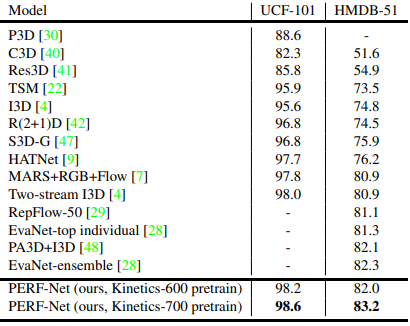 Model UCF-101 HMDB-51
P3D [30] 88.6 -
C3D [40] 82.3 51.6
Res3D [41] 85.8 54.9
TSM [22] 95.9 73.5
I3D [4] 95.6 74.8
R(2+1)D [42] 96.8 74.5
S3D-G [47] 96.8 75.9
HATNet [9] 97.7 76.2
MARS+RGB+Flow [7] 97.8 80.9
Two-stream I3D [4] 98.0 80.9
RepFlow-50 [29] - 81.1
EvaNet-top individual [28] - 81.3
PA3D+I3D [48] - 82.1
EvaNet-ensemble [28] - 82.3
PERF-Net (ours, Kinetics-600 pretrain) 98.2 82.0
PERF-Net (ours, Kinetics-700 pretrain) 98.6 83.2